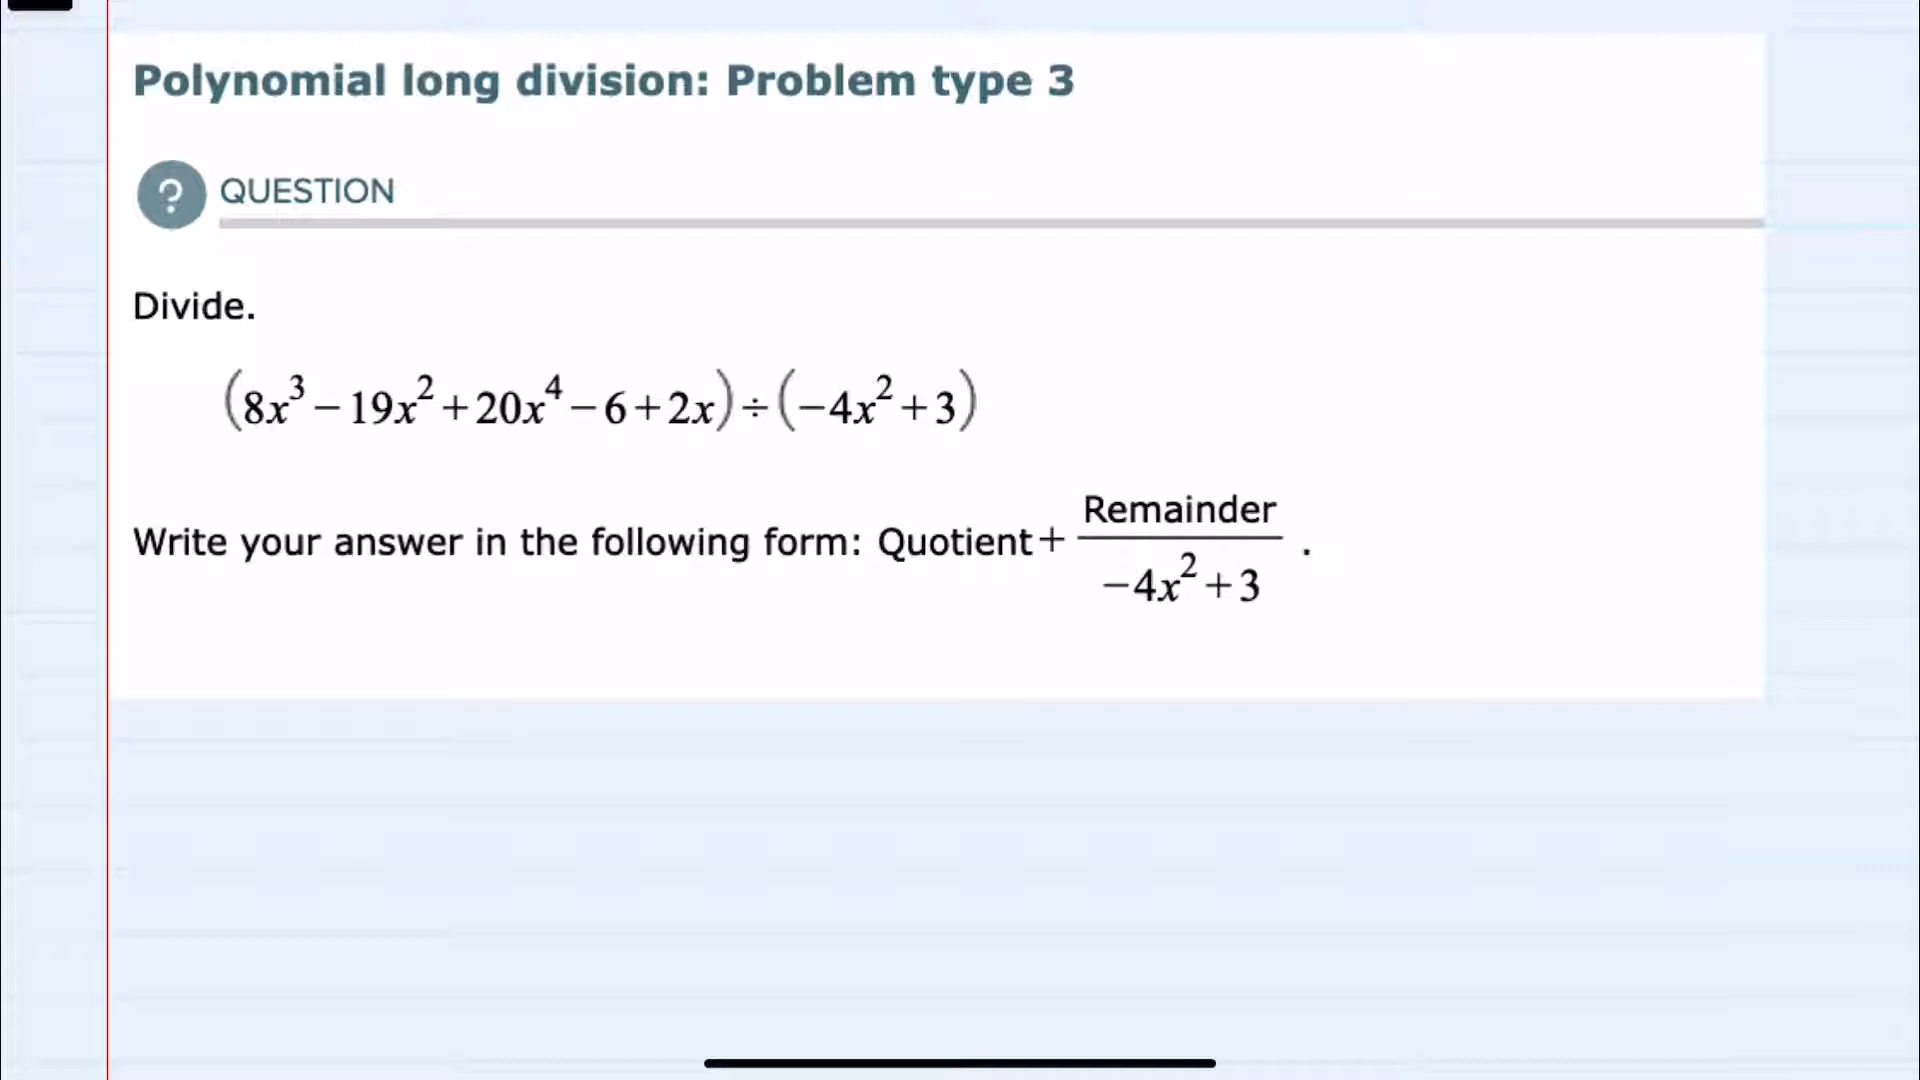 Polynomial long division: Problem type 3
? QUESTION
Divide.
(8x³ − 19x² + 20x⁴ − 6 + 2x) ÷ (−4x² + 3)
Write your answer in the following form: Quotient + Remainder / −4x² + 3 .